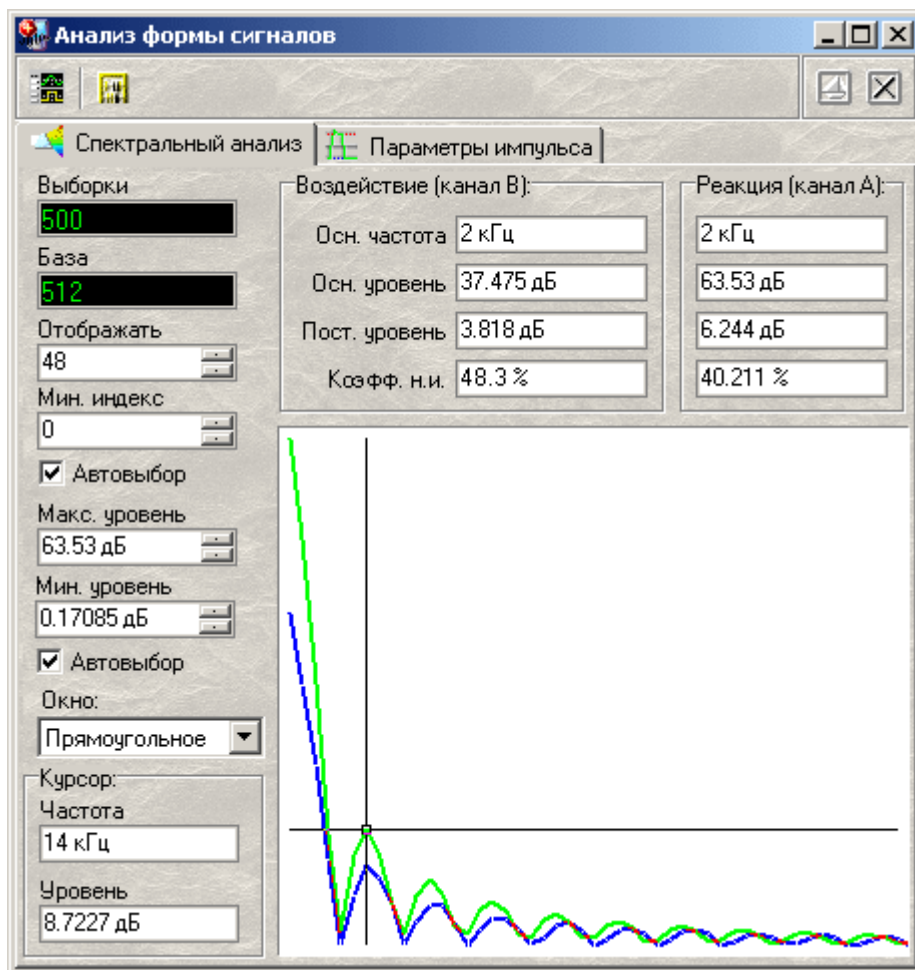 Анализ формы сигналов
Спектральный анализ
Параметры импульса
Выборки
500
База
512
Отображать
48
Мин. индекс
0
Автовыбор
Макс. уровень
63.53 дБ
Мин. уровень
0.17085 дБ
Автовыбор
Окно:
Прямоугольное
Курсор:
Частота
14 кГц
Уровень
8.7227 дБ
Воздействие (канал В):
Осн. частота 2 кГц
Осн. уровень 37.475 дБ
Пост. уровень 3.818 дБ
Коэфф. н.и. 48.3 %
Реакция (канал А):
2 кГц
63.53 дБ
6.244 дБ
40.211 %